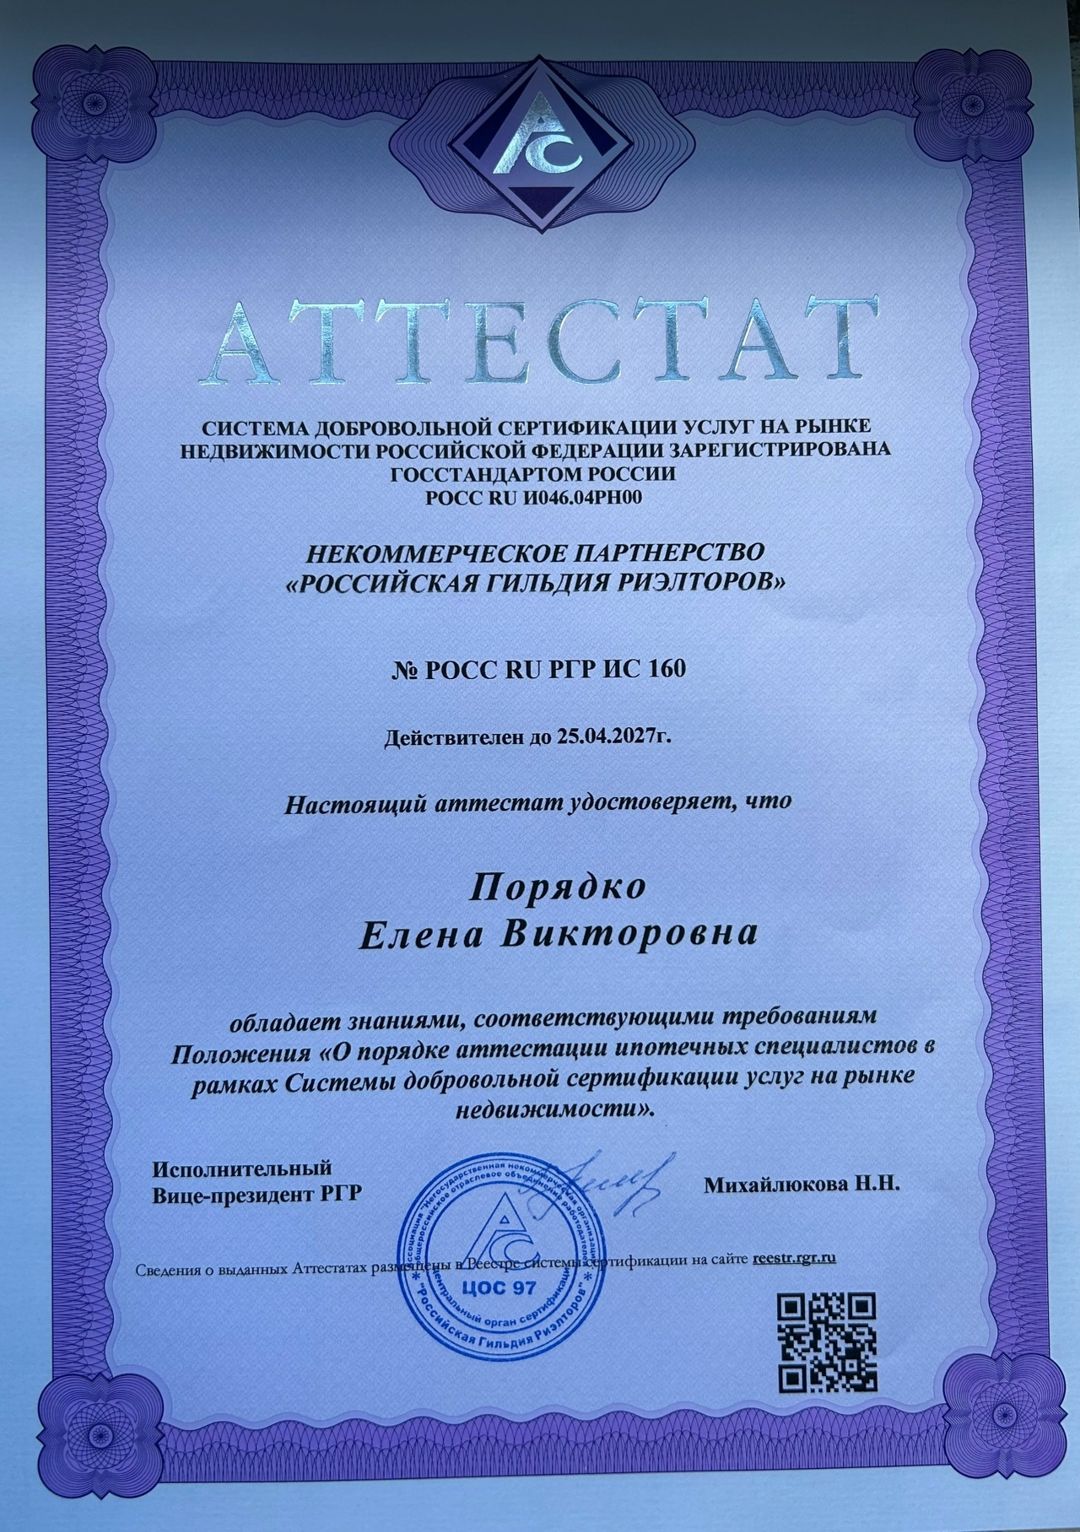 АС
АТТЕСТАТ
СИСТЕМА ДОБРОВОЛЬНОЙ СЕРТИФИКАЦИИ УСЛУГ НА РЫНКЕ
НЕДВИЖИМОСТИ РОССИЙСКОЙ ФЕДЕРАЦИИ ЗАРЕГИСТРИРОВАНА
ГОССТАНДАРТОМ РОССИИ
РОСС RU И046.04РН00
НЕКОММЕРЧЕСКОЕ ПАРТНЕРСТВО
«РОССИЙСКАЯ ГИЛЬДИЯ РИЭЛТОРОВ»
№ РОСС RU РГР ИС 160
Действителен до 25.04.2027г.
Настоящий аттестат удостоверяет, что
Порядко
Елена Викторовна
обладает знаниями, соответствующими требованиям
Положения «О порядке аттестации ипотечных специалистов в
рамках Системы добровольной сертификации услуг на рынке
недвижимости».
Исполнительный
Вице-президент РГР
Михайлюкова Н.Н.
Сведения о выданных Аттестатах размещены в Реестре системы сертификации на сайте reestr.rgr.ru
АС
ЦОС 97
Центральный орган сертификации
"Российская Гильдия Риэлторов"